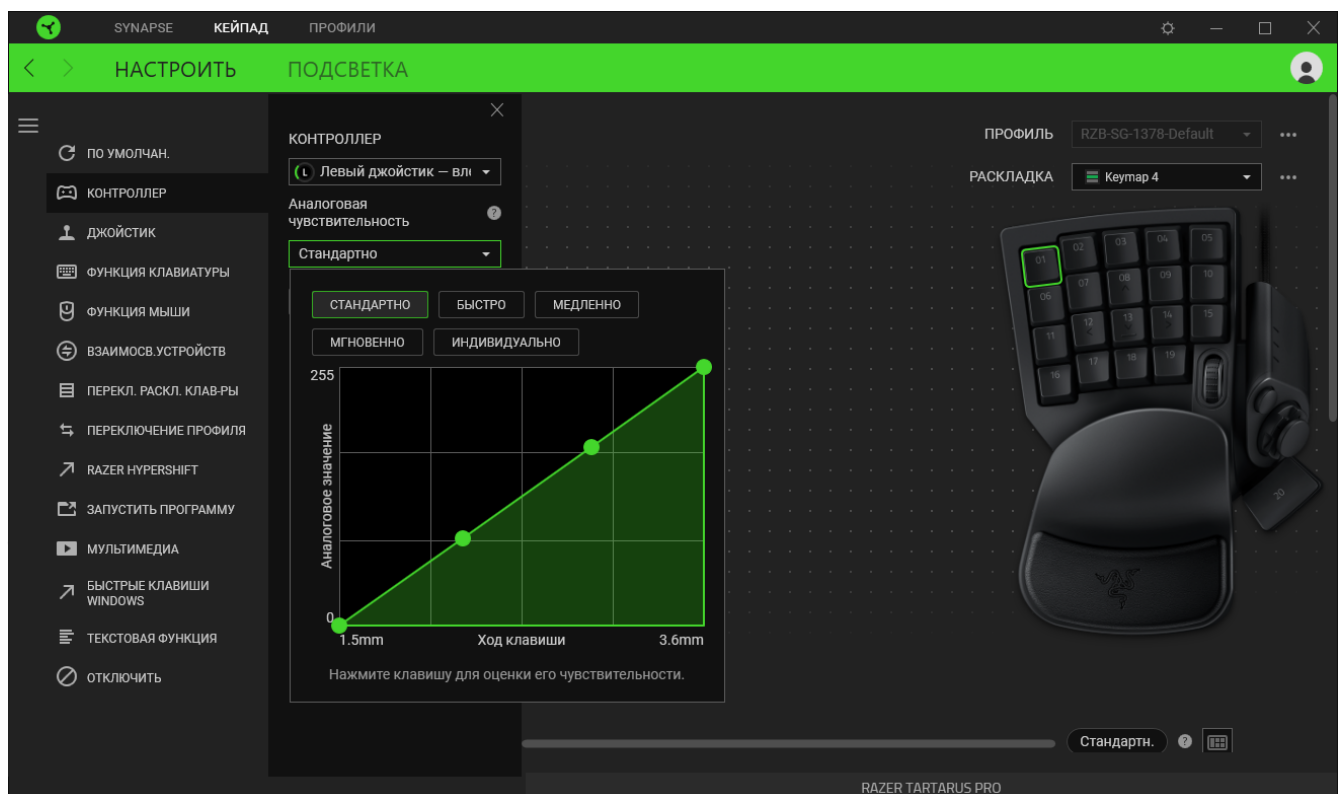 SYNAPSE КЕЙПАД ПРОФИЛИ
НАСТРОИТЬ ПОДСВЕТКА
ПО УМОЛЧАН.
КОНТРОЛЛЕР
ДЖОЙСТИК
ФУНКЦИЯ КЛАВИАТУРЫ
ФУНКЦИЯ МЫШИ
ВЗАИМОСВ.УСТРОЙСТВ
ПЕРЕКЛ. РАСКЛ. КЛАВ-РЫ
ПЕРЕКЛЮЧЕНИЕ ПРОФИЛЯ
RAZER HYPERSHIFT
ЗАПУСТИТЬ ПРОГРАММУ
МУЛЬТИМЕДИА
БЫСТРЫЕ КЛАВИШИ
WINDOWS
ТЕКСТОВАЯ ФУНКЦИЯ
ОТКЛЮЧИТЬ
КОНТРОЛЛЕР
L Левый джойстик — вл
Аналоговая
чувствительность ?
Стандартно
СТАНДАРТНО БЫСТРО МЕДЛЕННО
МГНОВЕННО ИНДИВИДУАЛЬНО
255
Аналоговое значение
0
1.5mm Ход клавиши 3.6mm
Нажмите клавишу для оценки его чувствительности.
ПРОФИЛЬ RZB-SG-1378-Default
РАСКЛАДКА Keymap 4
01 02 03 04 05
06 07 08 09 10
11 12 13 14 15
16 17 18 19
20
Стандартн. ?
RAZER TARTARUS PRO